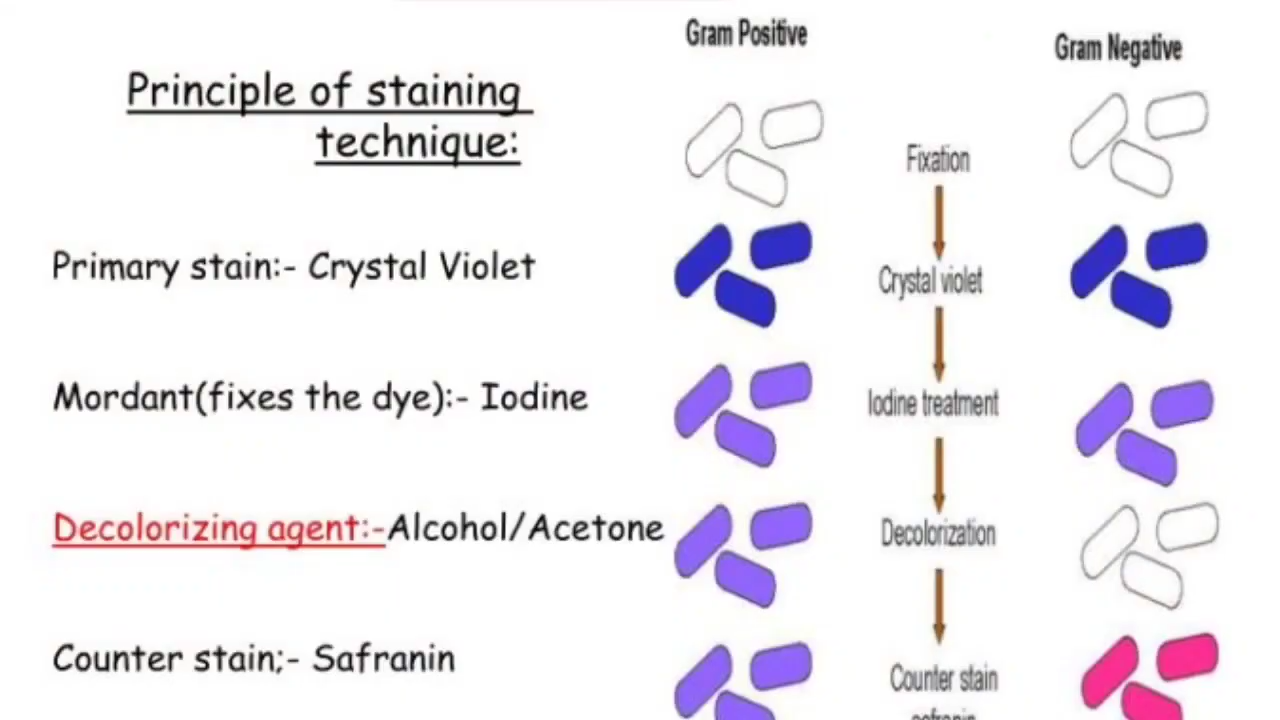 Principle of staining
technique:
Primary stain:- Crystal Violet
Mordant(fixes the dye):- Iodine
Decolorizing agent:-Alcohol/Acetone
Counter stain;- Safranin
Gram Positive
Gram Negative
Fixation
Crystal violet
Iodine treatment
Decolorization
Counter stain
safranin